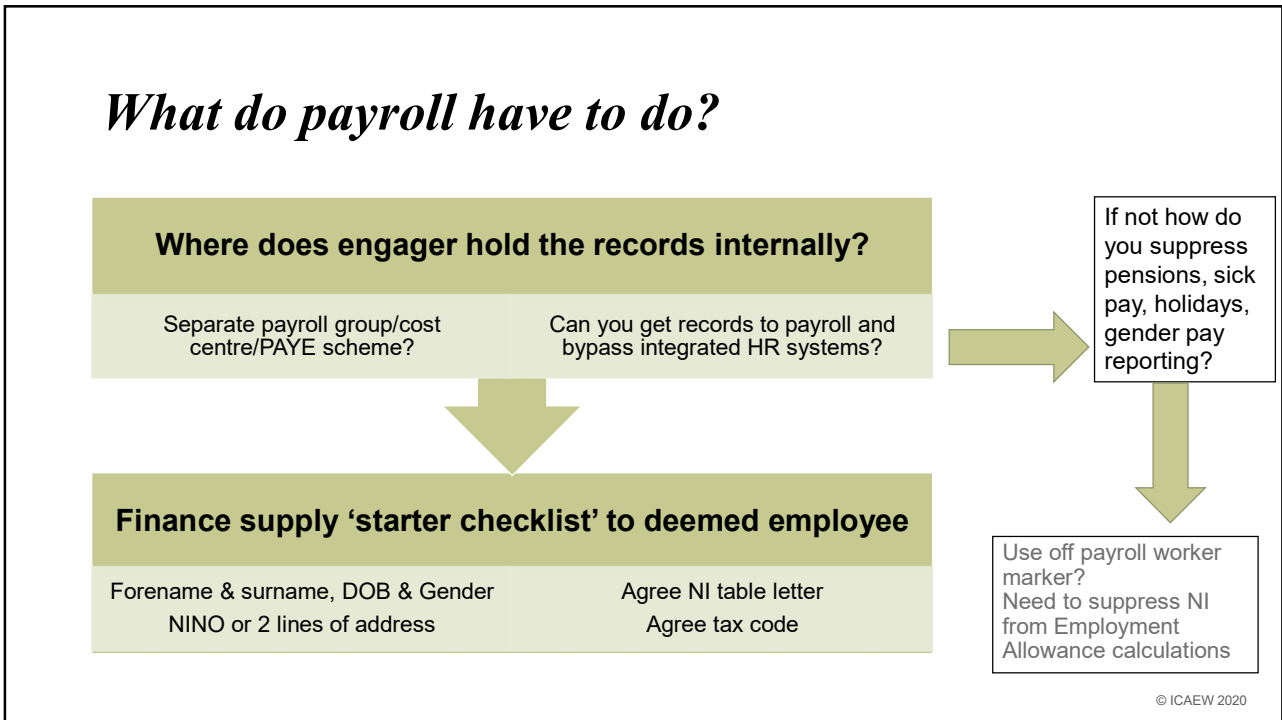 What do payroll have to do?
Where does engager hold the records internally?
Separate payroll group/cost
centre/PAYE scheme?
Can you get records to payroll and
bypass integrated HR systems?
If not how do
you suppress
pensions, sick
pay, holidays,
gender pay
reporting?
Finance supply ‘starter checklist’ to deemed employee
Forename & surname, DOB & Gender
NINO or 2 lines of address
Agree NI table letter
Agree tax code
Use off payroll worker
marker?
Need to suppress NI
from Employment
Allowance calculations
© ICAEW 2020